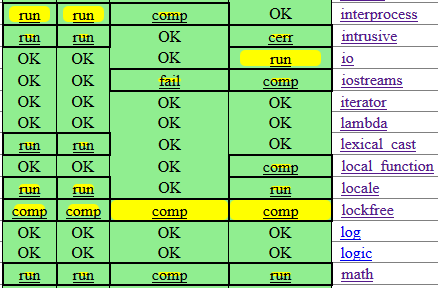 run run comp OK interprocess
run run OK cerr intrusive
OK OK OK run io
OK OK fail comp iostreams
OK OK OK OK iterator
OK OK OK OK lambda
run run OK OK lexical_cast
OK OK OK comp local_function
run run OK run locale
comp comp comp comp lockfree
OK OK OK OK log
OK OK OK OK logic
run run comp run math